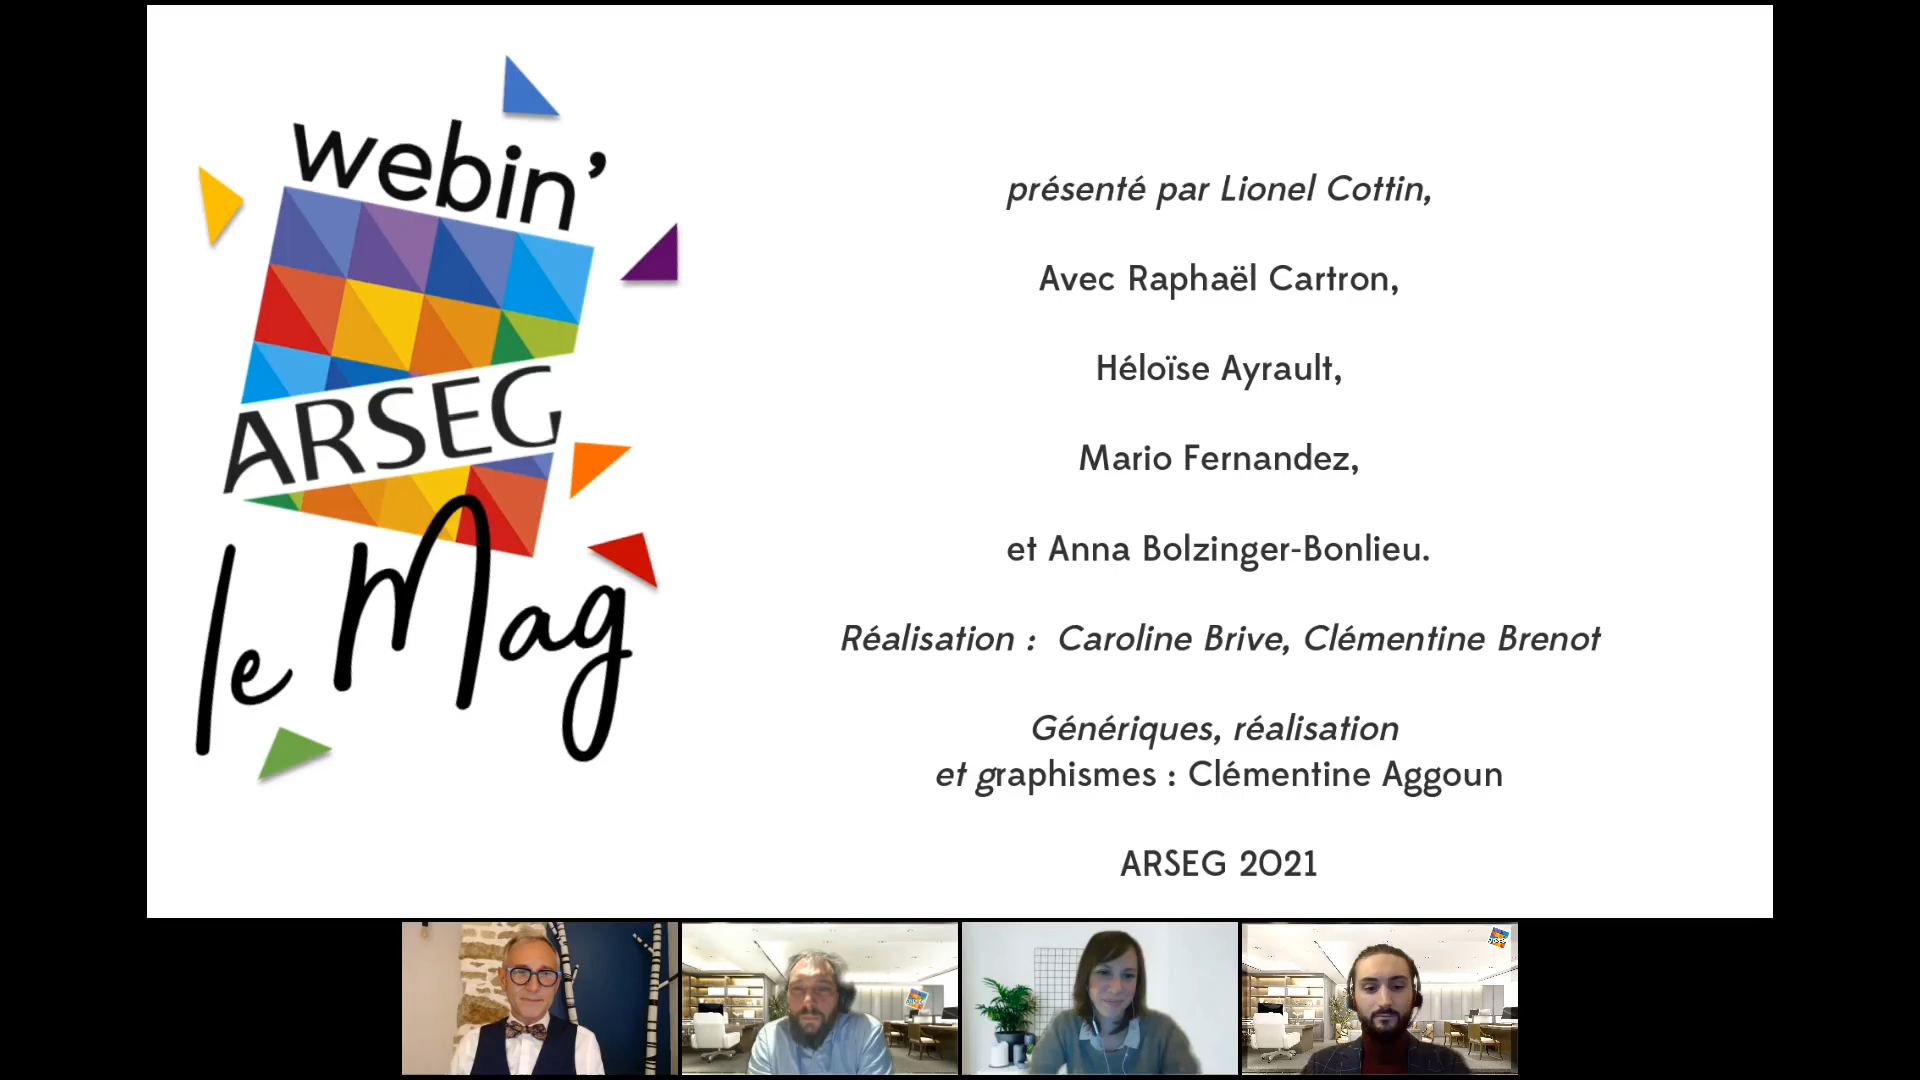 webin’
ARSEG
le Mag
présenté par Lionel Cottin,
Avec Raphaël Cartron,
Héloïse Ayrault,
Mario Fernandez,
et Anna Bolzinger-Bonlieu.
Réalisation : Caroline Brive, Clémentine Brenot
Génériques, réalisation
et graphismes : Clémentine Aggoun
ARSEG 2021